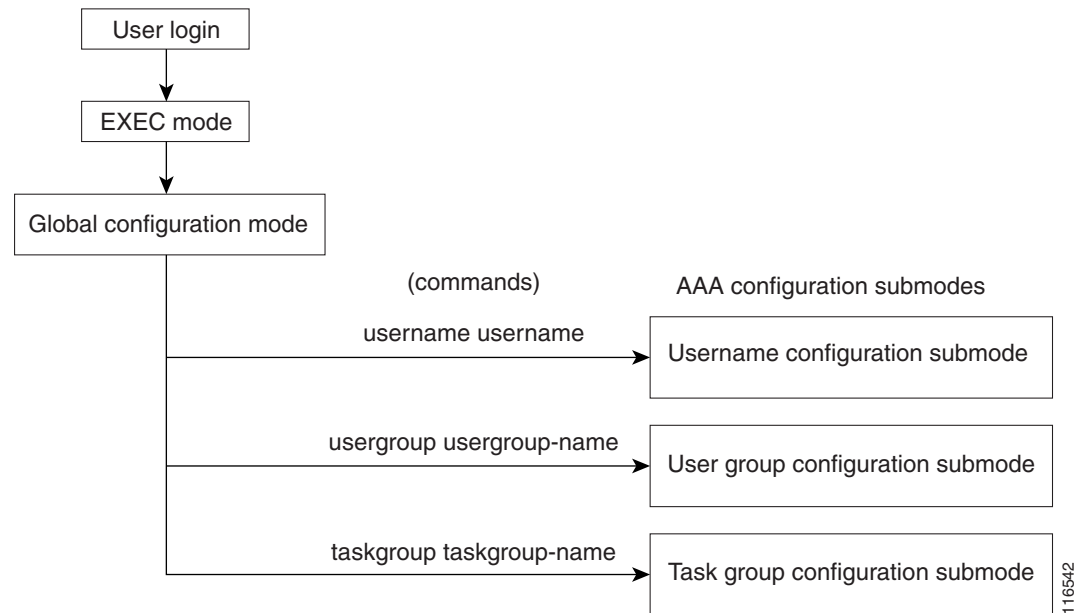 User login
EXEC mode
Global configuration mode
(commands)
AAA configuration submodes
username username
Username configuration submode
usergroup usergroup-name
User group configuration submode
taskgroup taskgroup-name
Task group configuration submode
116542